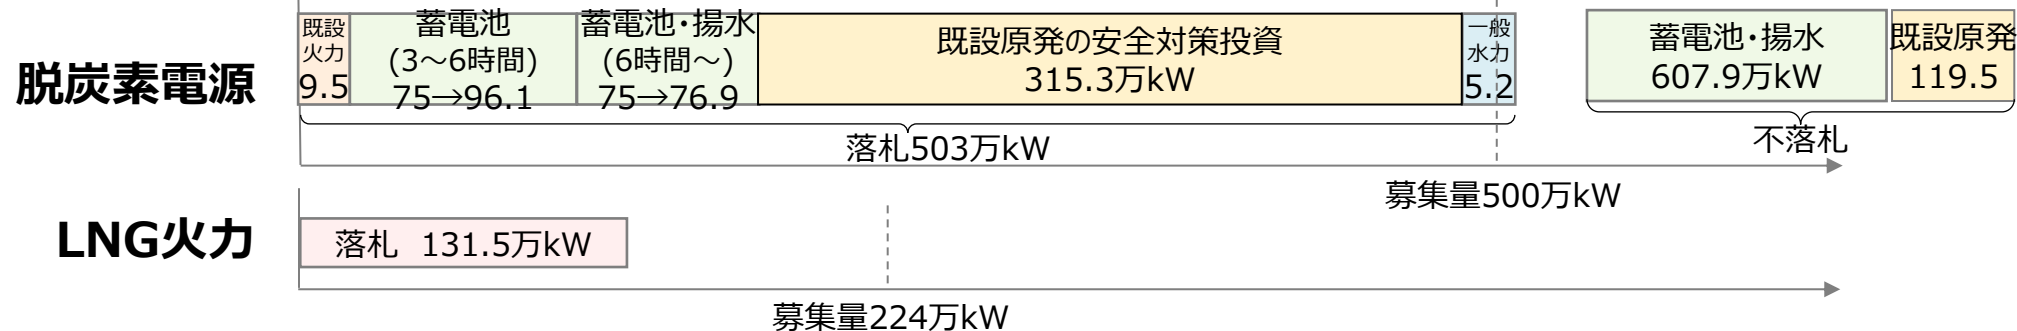 脱炭素電源
既設
火力
9.5
蓄電池
(3～6時間)
75→96.1
蓄電池・揚水
(6時間～)
75→76.9
既設原発の安全対策投資
315.3万kW
一般
水力
5.2
蓄電池・揚水
607.9万kW
既設原発
119.5
落札503万kW
不落札
募集量500万kW
LNG火力
落札 131.5万kW
募集量224万kW